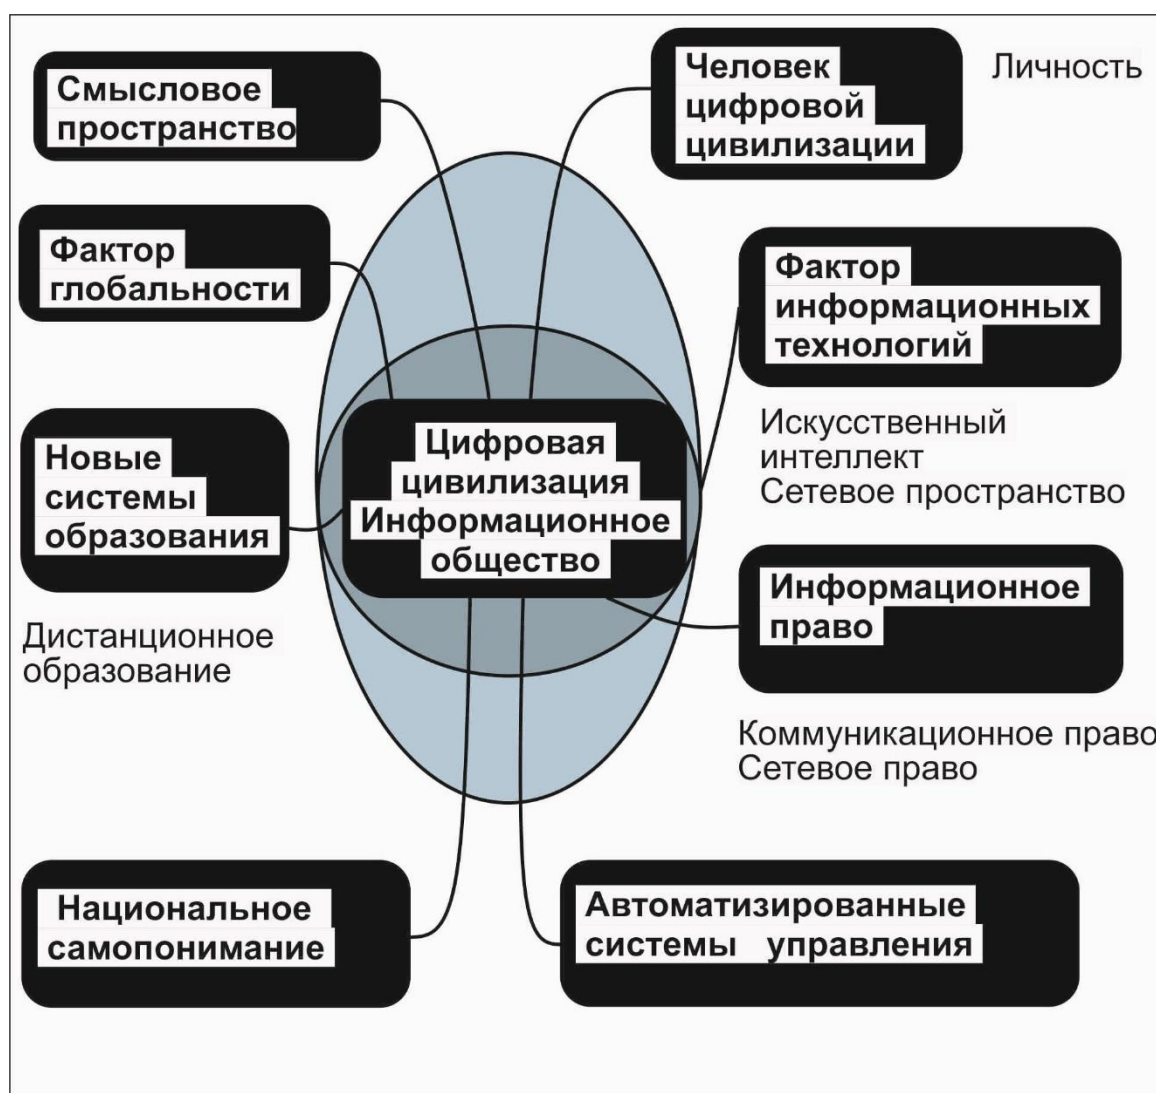 Смысловое
пространство
Человек
цифровой
цивилизации
Личность
Фактор
глобальности
Фактор
информационных
технологий
Искусственный
интеллект
Сетевое пространство
Новые
системы
образования
Дистанционное
образование
Цифровая
цивилизация
Информационное
общество
Информационное
право
Коммуникационное право
Сетевое право
Национальное
самопонимание
Автоматизированные
системы управления